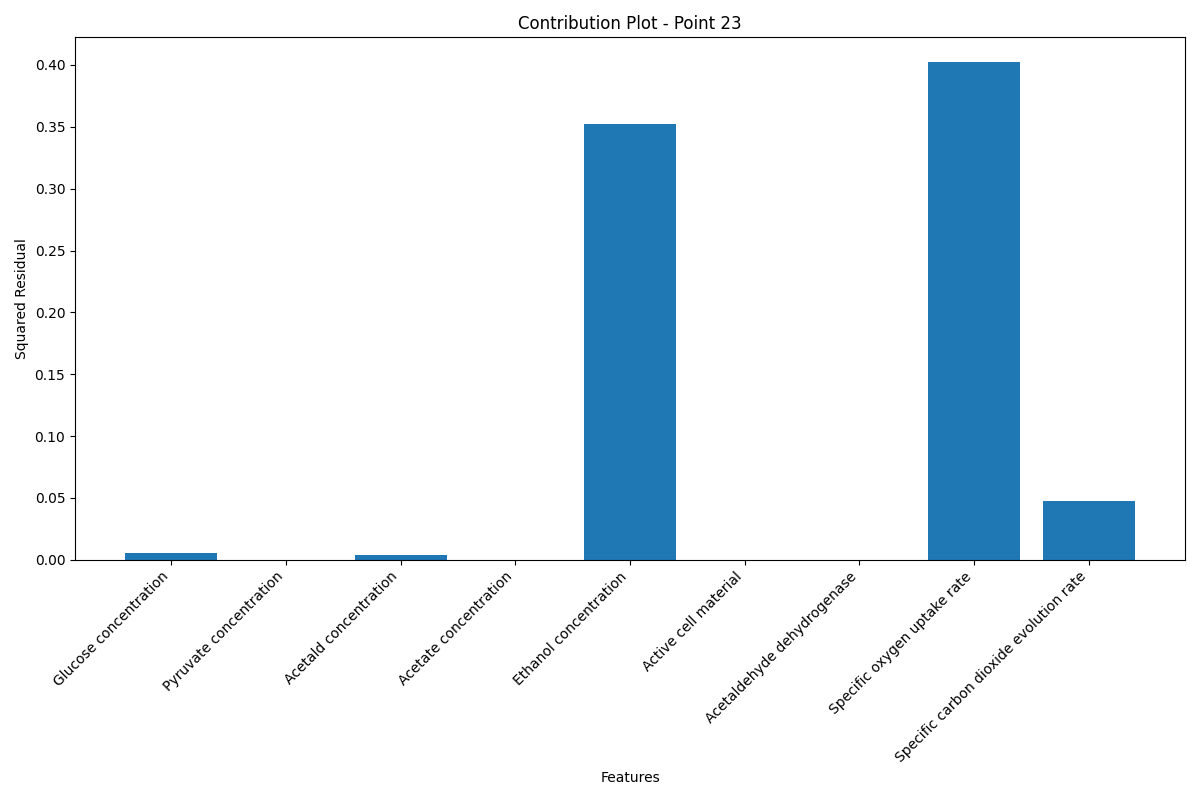 Contribution Plot - Point 23
Squared Residual
0.40
0.35
0.30
0.25
0.20
0.15
0.10
0.05
0.00
Glucose concentration
Pyruvate concentration
Acetald concentration
Acetate concentration
Ethanol concentration
Active cell material
Acetaldehyde dehydrogenase
Specific oxygen uptake rate
Specific carbon dioxide evolution rate
Features